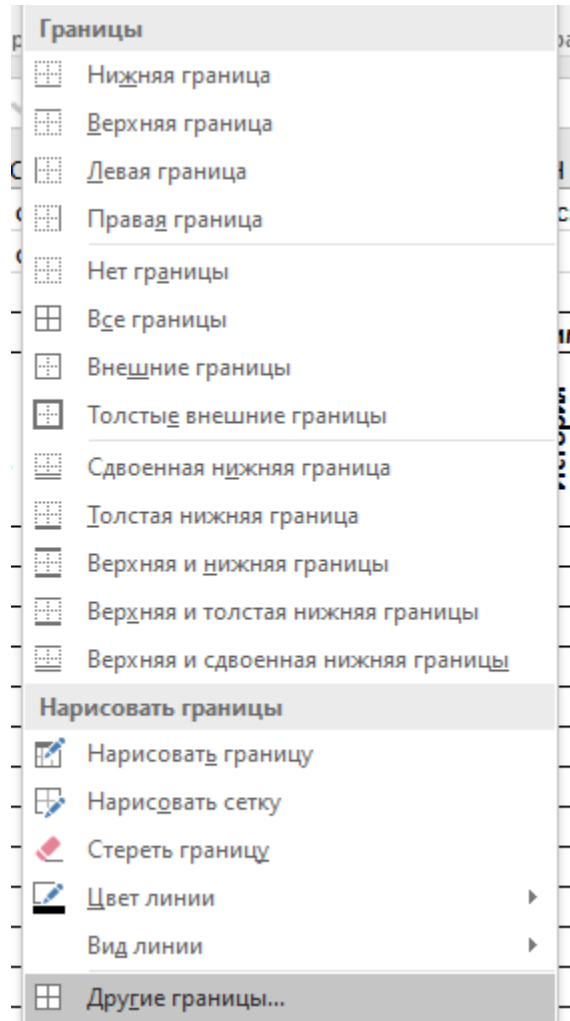 Границы
Нижняя граница
Верхняя граница
Левая граница
Правая граница
Нет границы
Все границы
Внешние границы
Толстые внешние границы
Сдвоенная нижняя граница
Толстая нижняя граница
Верхняя и нижняя границы
Верхняя и толстая нижняя границы
Верхняя и сдвоенная нижняя границы
Нарисовать границы
Нарисовать границу
Нарисовать сетку
Стереть границу
Цвет линии
Вид линии
Другие границы...